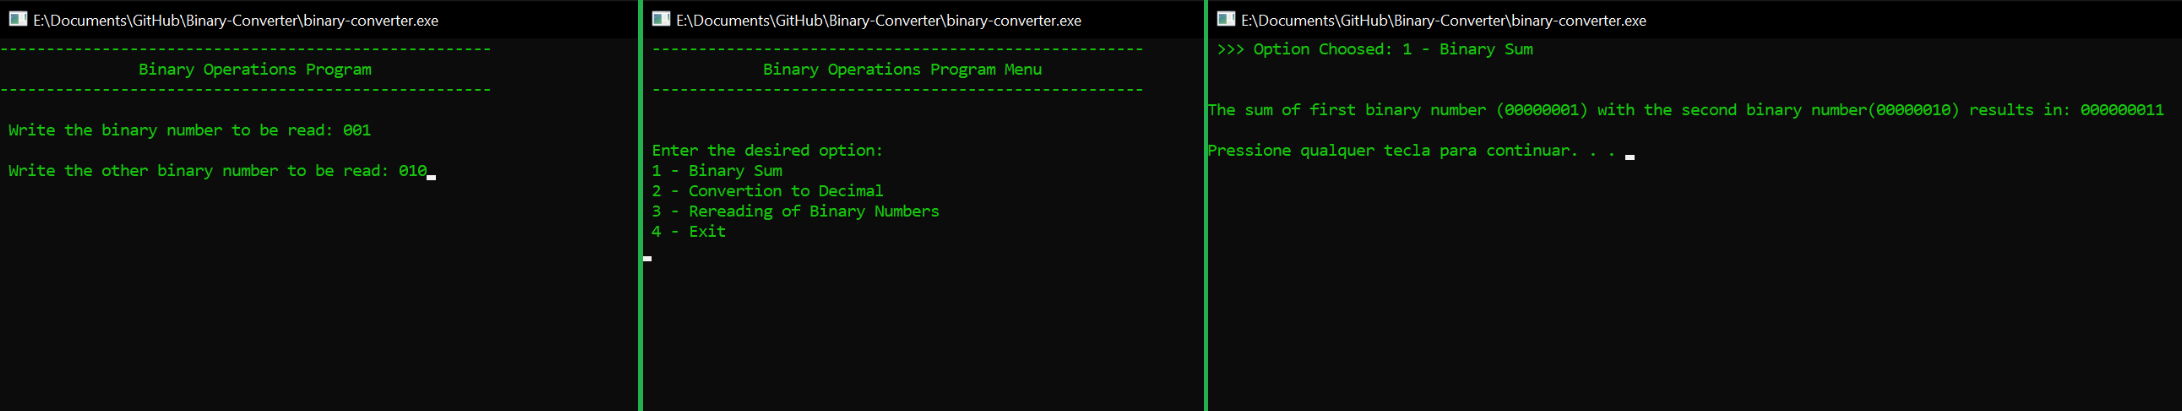 E:\Documents\GitHub\Binary-Converter\binary-converter.exe
-----------------------------------------------------
Binary Operations Program
-----------------------------------------------------
Write the binary number to be read: 001
Write the other binary number to be read: 010
E:\Documents\GitHub\Binary-Converter\binary-converter.exe
-----------------------------------------------------
Binary Operations Program Menu
-----------------------------------------------------
Enter the desired option:
1 - Binary Sum
2 - Convertion to Decimal
3 - Rereading of Binary Numbers
4 - Exit
E:\Documents\GitHub\Binary-Converter\binary-converter.exe
>>> Option Choosed: 1 - Binary Sum
The sum of first binary number (00000001) with the second binary number(00000010) results in: 000000011
Pressione qualquer tecla para continuar. . .